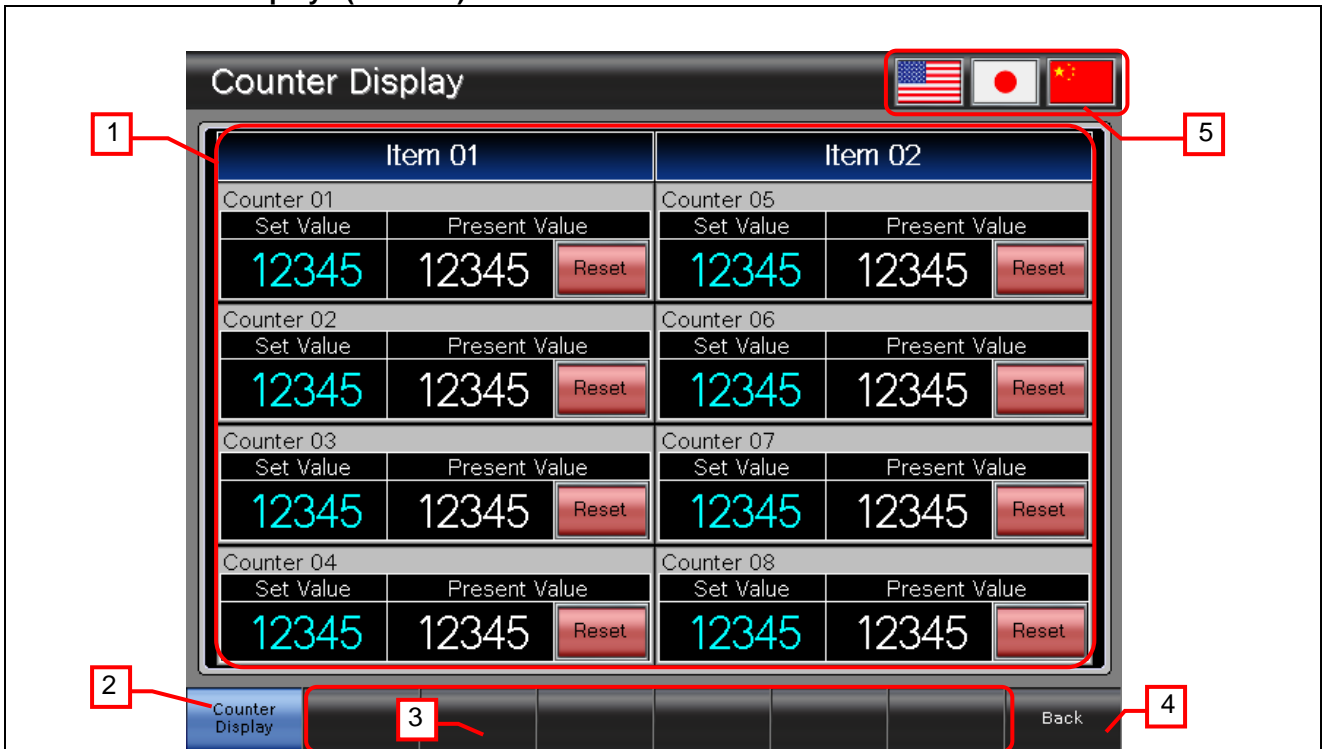 Counter Display
1
5
Item 01 Item 02
Counter 01 Counter 05
Set Value Present Value Set Value Present Value
12345 12345 Reset 12345 12345 Reset
Counter 02 Counter 06
Set Value Present Value Set Value Present Value
12345 12345 Reset 12345 12345 Reset
Counter 03 Counter 07
Set Value Present Value Set Value Present Value
12345 12345 Reset 12345 12345 Reset
Counter 04 Counter 08
Set Value Present Value Set Value Present Value
12345 12345 Reset 12345 12345 Reset
2
Counter
Display
3
Back
4